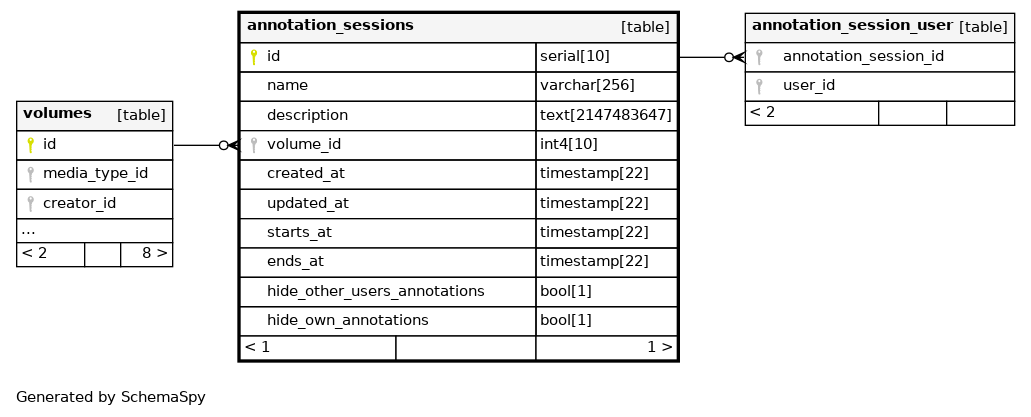 annotation_sessions [table]
id serial[10]
name varchar[256]
description text[2147483647]
volume_id int4[10]
created_at timestamp[22]
updated_at timestamp[22]
starts_at timestamp[22]
ends_at timestamp[22]
hide_other_users_annotations bool[1]
hide_own_annotations bool[1]
< 1 1 >
volumes [table]
id
media_type_id
creator_id
...
< 2 8 >
annotation_session_user [table]
annotation_session_id
user_id
< 2
Generated by SchemaSpy